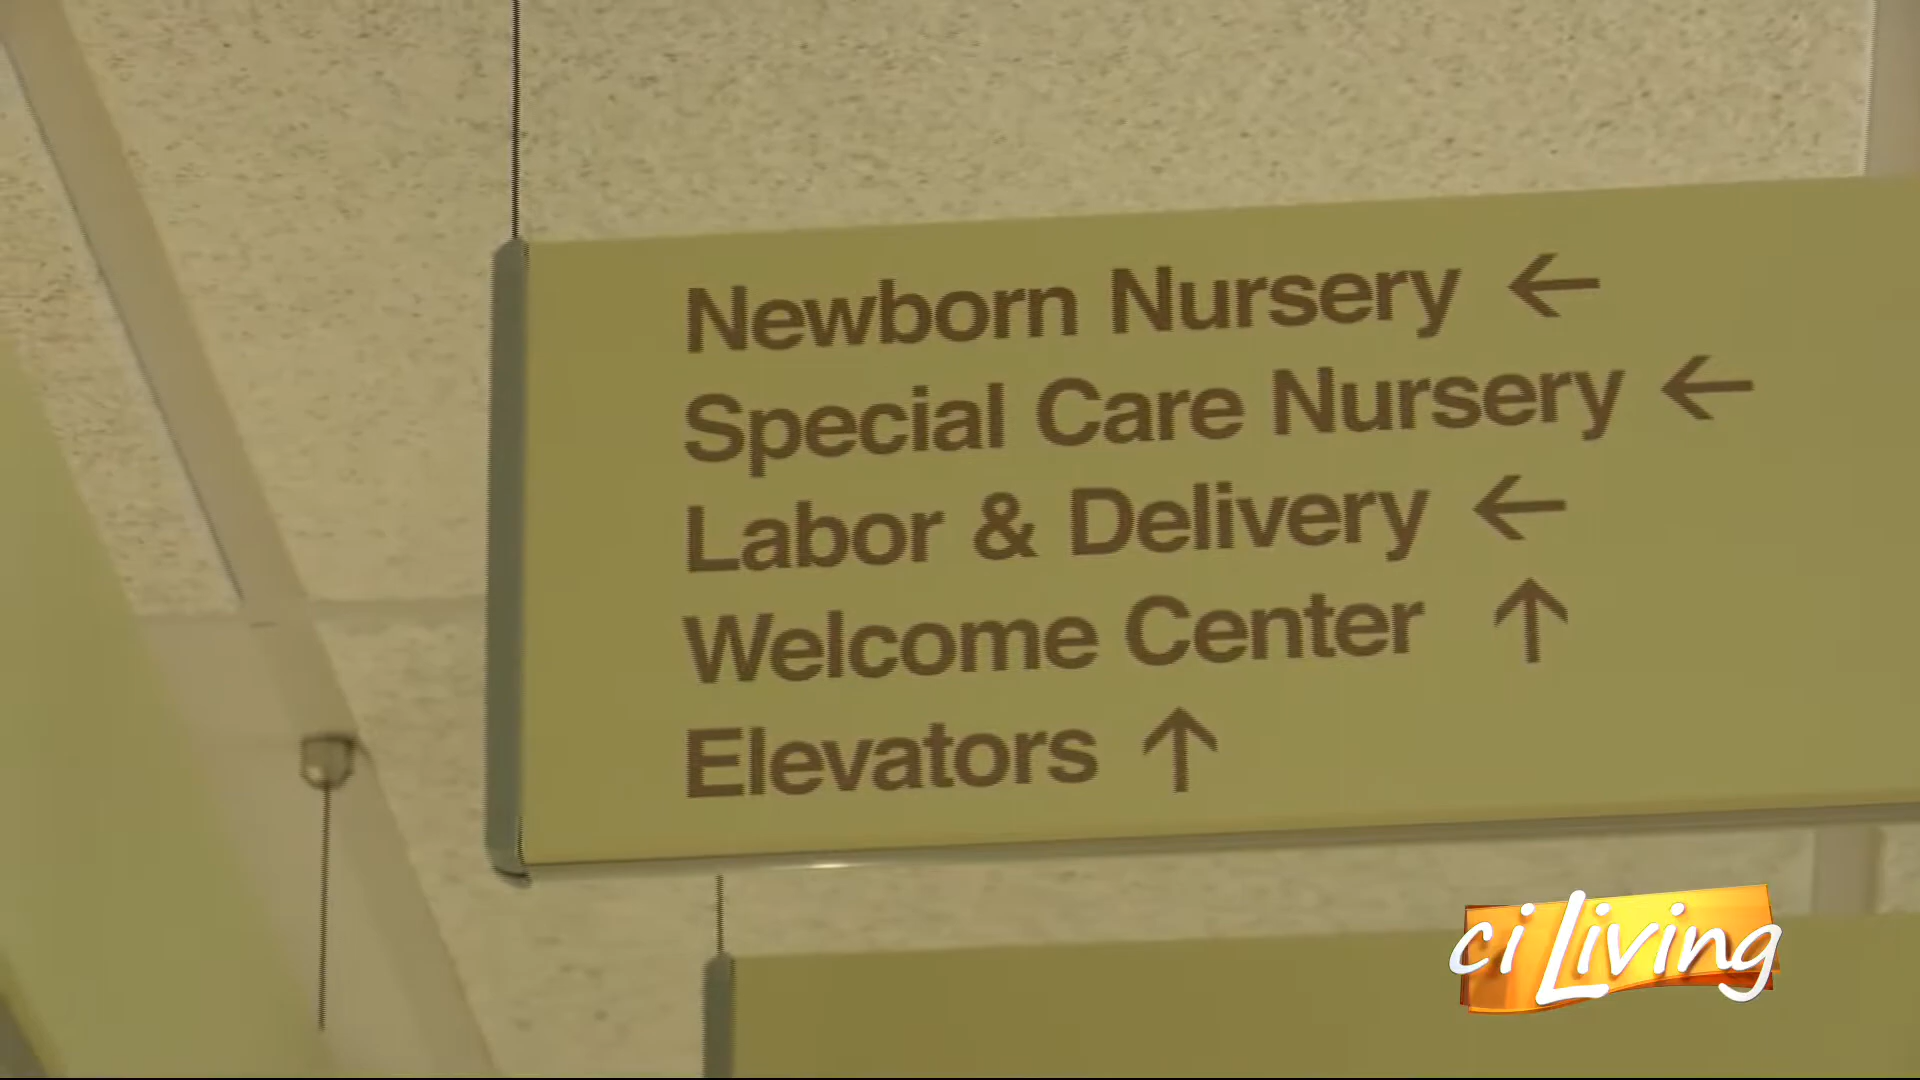 Newborn Nursery ←
Special Care Nursery ←
Labor & Delivery ←
Welcome Center ↑
Elevators ↑
ci Living